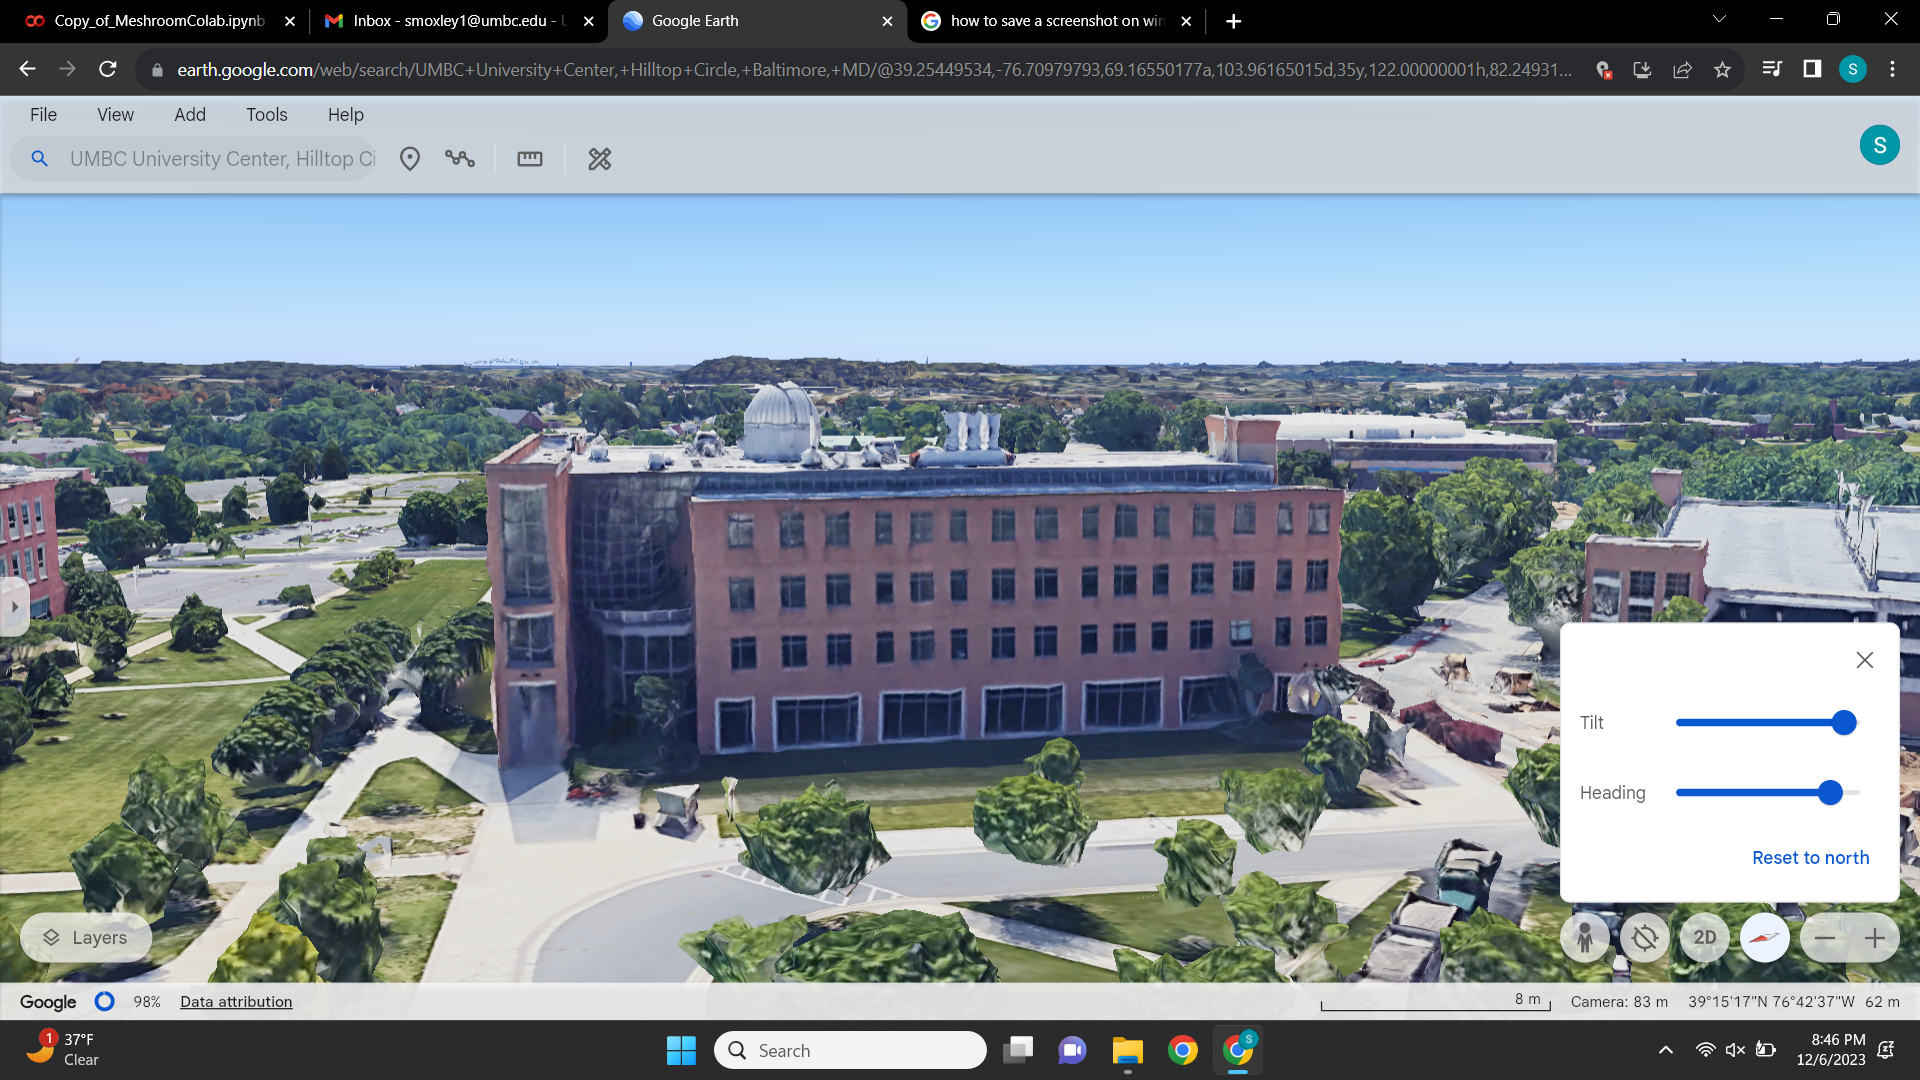 Copy_of_MeshroomColab.ipynb
Inbox - smoxley1@umbc.edu -
Google Earth
how to save a screenshot on win
earth.google.com/web/search/UMBC+University+Center,+Hilltop+Circle,+Baltimore,+MD/@39.25449534,-76.70979793,69.16550177a,103.96165015d,35y,122.00000001h,82.24931...
S
File View Add Tools Help
UMBC University Center, Hilltop Ci
S
Tilt
Heading
Reset to north
Layers
2D
Google 98% Data attribution
8 m Camera: 83 m 39°15'17"N 76°42'37"W 62 m
1
37°F
Clear
Search
S
8:46 PM
12/6/2023